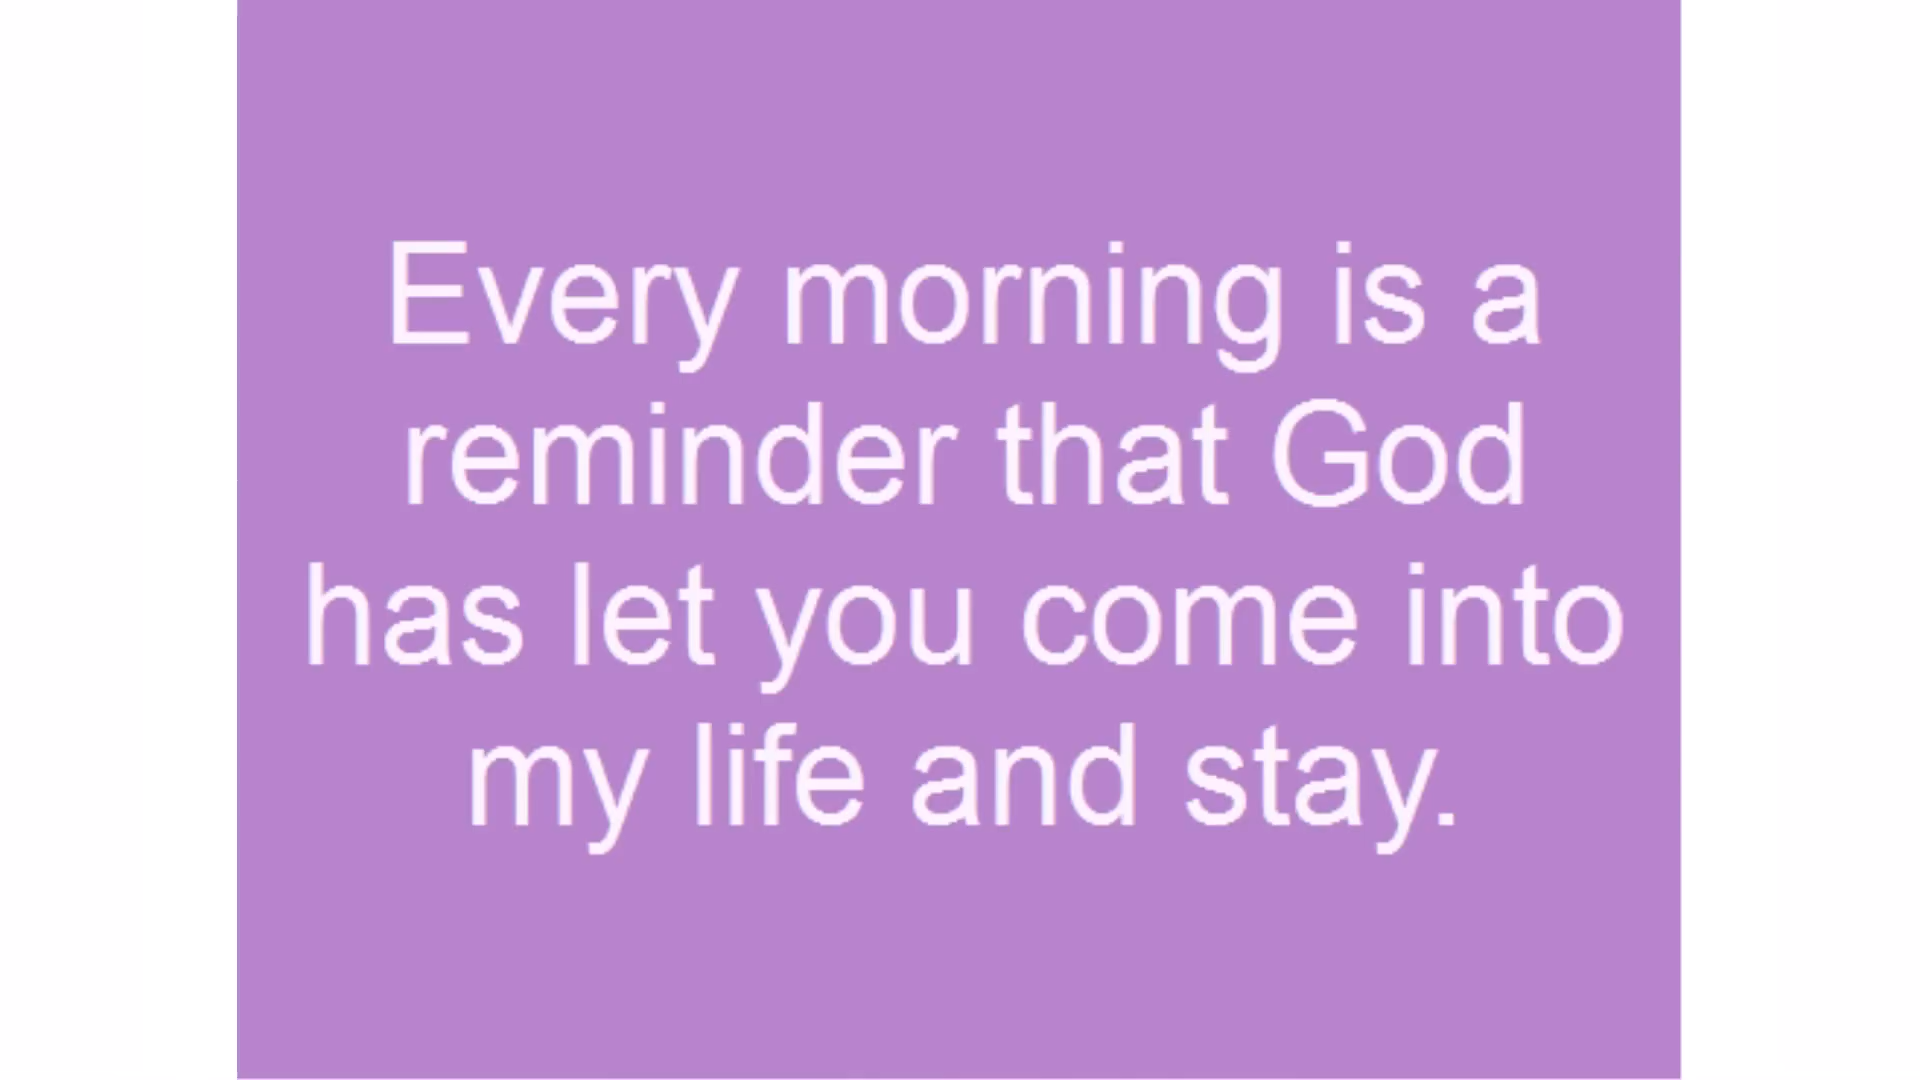 Every morning is a
reminder that God
has let you come into
my life and stay.